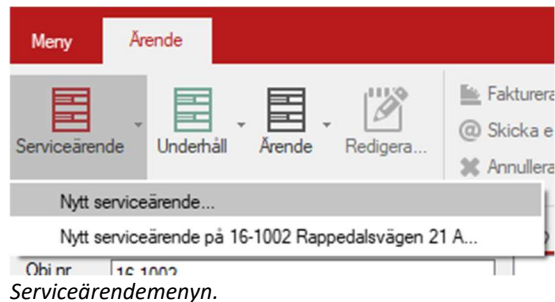 Meny Ärende
Serviceärende Underhåll Ärende Redigera...
Fakturera
@ Skicka e
Annullera
Nytt serviceärende...
Nytt serviceärende på 16-1002 Rappedalsvägen 21 A...
Obj nr 16-1002
Serviceärendemenyn.